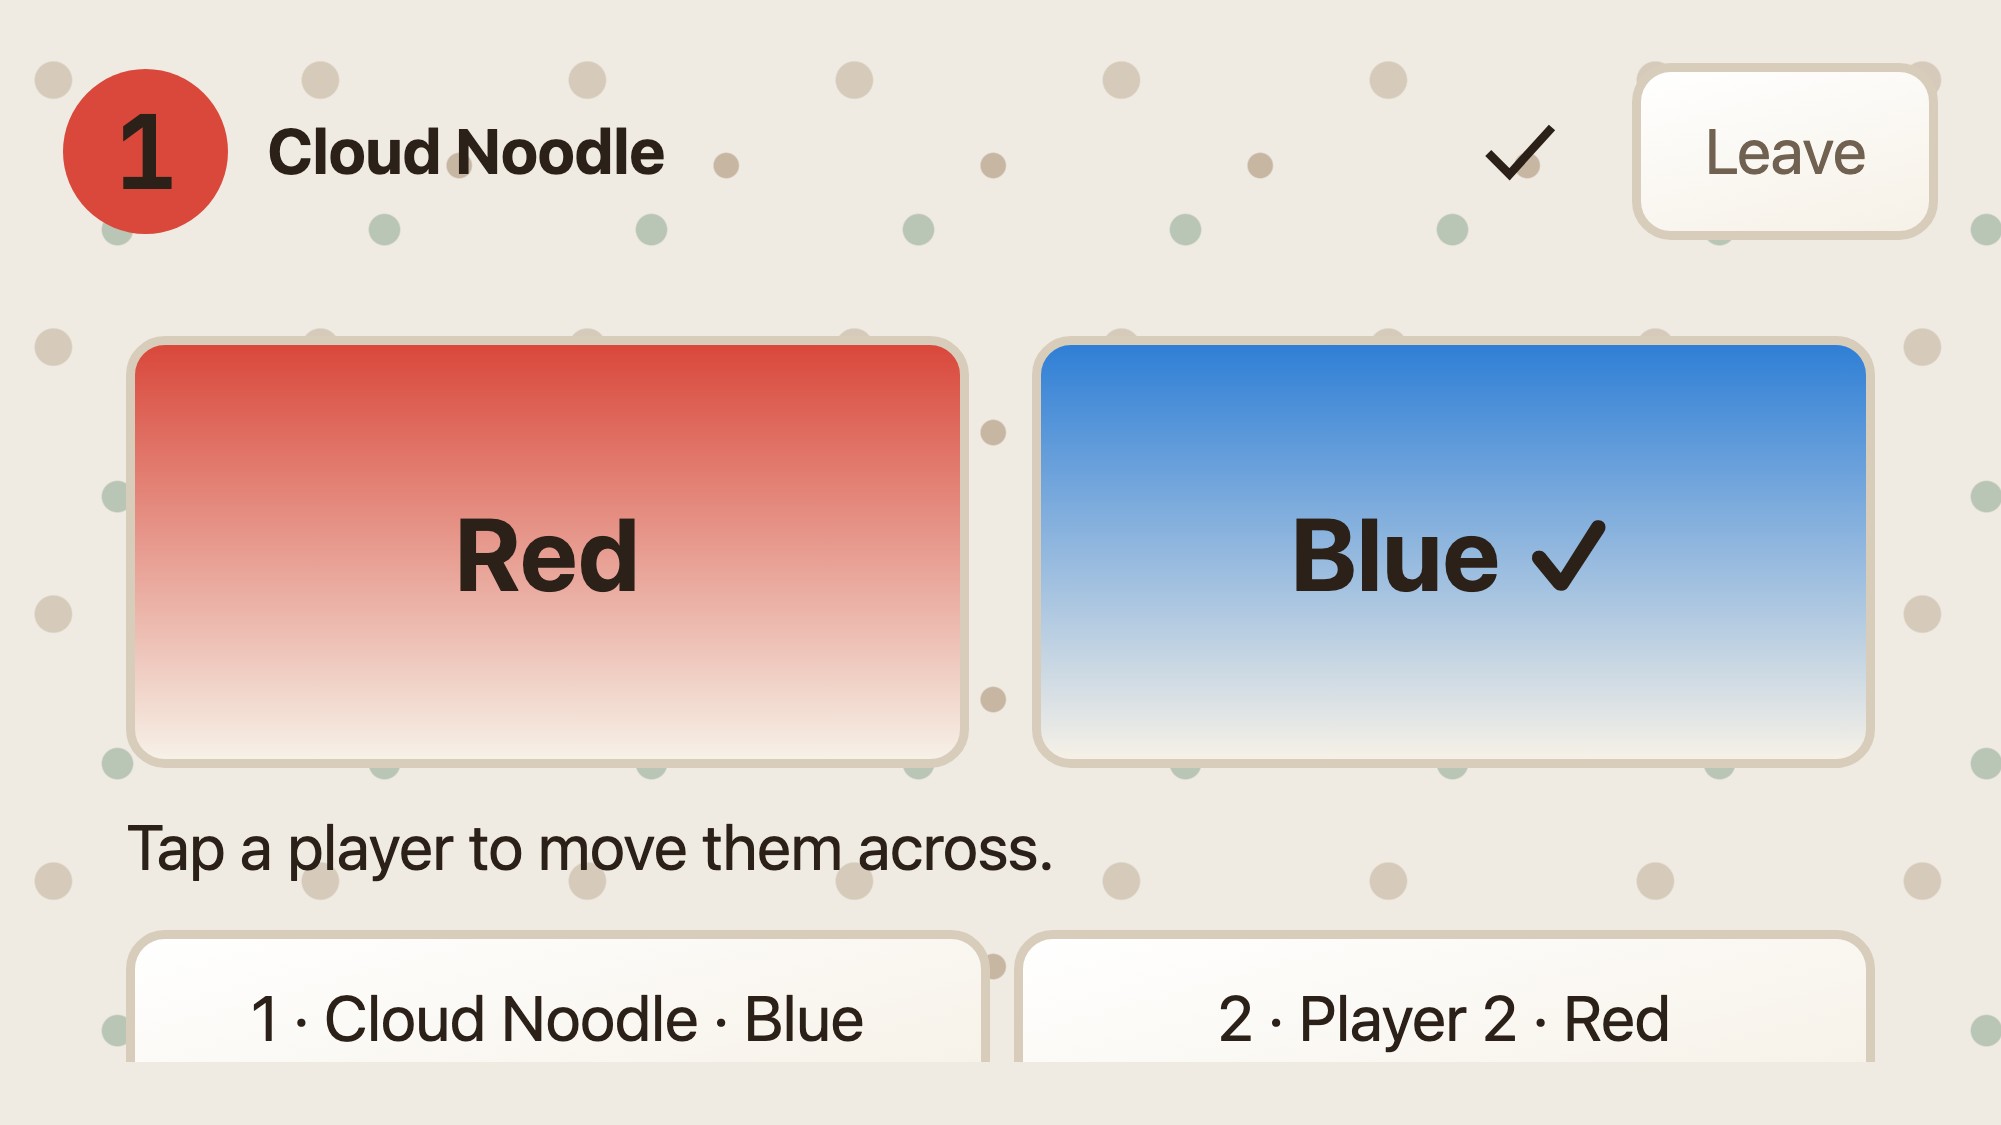 1 Cloud Noodle ✓ Leave
Red
Blue ✓
Tap a player to move them across.
1 · Cloud Noodle · Blue
2 · Player 2 · Red